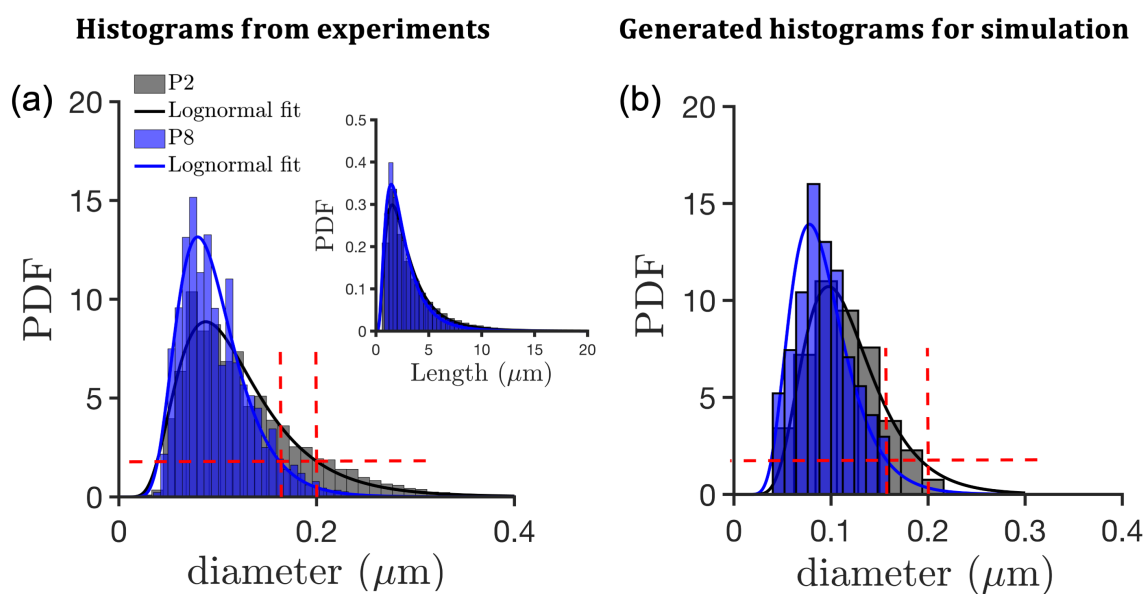 Histograms from experiments
Generated histograms for simulation
(a)
P2
Lognormal fit
P8
Lognormal fit
20
15
10
5
0
PDF
0
0.2
0.4
diameter (μm)
0.5
0.4
0.3
0.2
0.1
0
PDF
0
5
10
15
20
Length (μm)
(b)
20
15
10
5
0
PDF
0
0.1
0.2
0.3
0.4
diameter (μm)